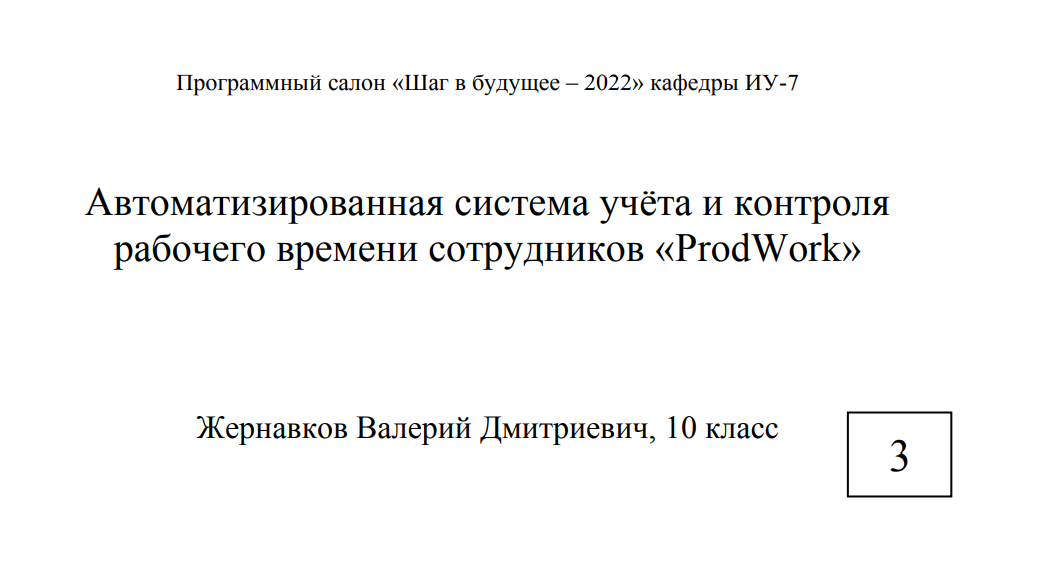 Программный салон «Шаг в будущее – 2022» кафедры ИУ-7
Автоматизированная система учёта и контроля
рабочего времени сотрудников «ProdWork»
Жернавков Валерий Дмитриевич, 10 класс
3